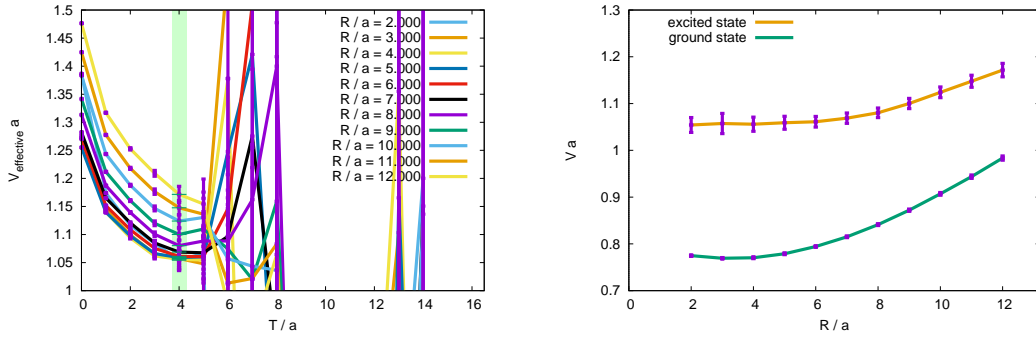 1.5
1.45
1.4
1.35
1.3
1.25
1.2
1.15
1.1
1.05
1
V effective a
0
2
4
6
8
10
12
14
16
T / a
R / a = 2.000
R / a = 3.000
R / a = 4.000
R / a = 5.000
R / a = 6.000
R / a = 7.000
R / a = 8.000
R / a = 9.000
R / a = 10.000
R / a = 11.000
R / a = 12.000
1.3
1.2
1.1
1
0.9
0.8
0.7
V a
0
2
4
6
8
10
12
R / a
excited state
ground state